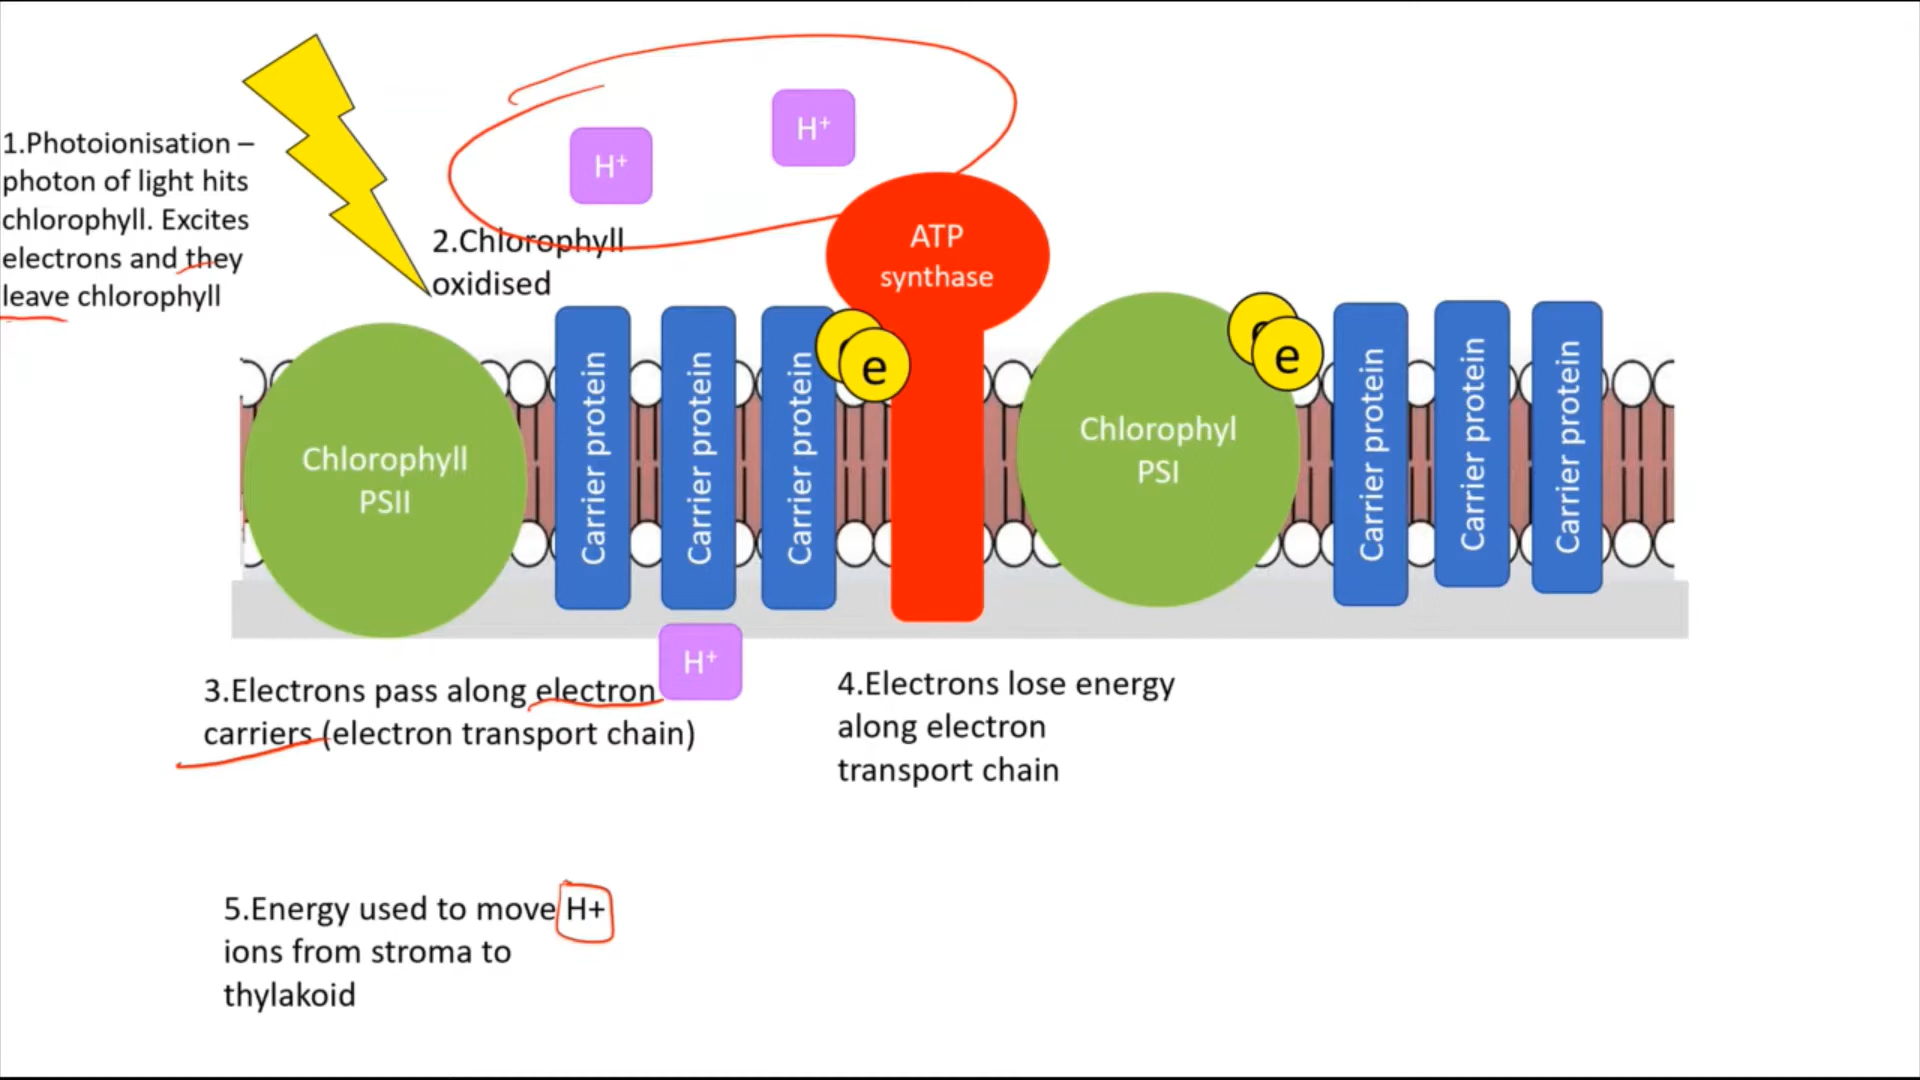 1.Photoionisation –
photon of light hits
chlorophyll. Excites
electrons and they
leave chlorophyll
H⁺
H⁺
2.Chlorophyll
oxidised
ATP
synthase
Chlorophyll
PSII
Carrier protein
Carrier protein
Carrier protein
e
e
Chlorophyl
PSI
e
e
Carrier protein
Carrier protein
Carrier protein
H⁺
3.Electrons pass along electron
carriers (electron transport chain)
4.Electrons lose energy
along electron
transport chain
5.Energy used to move H+
ions from stroma to
thylakoid